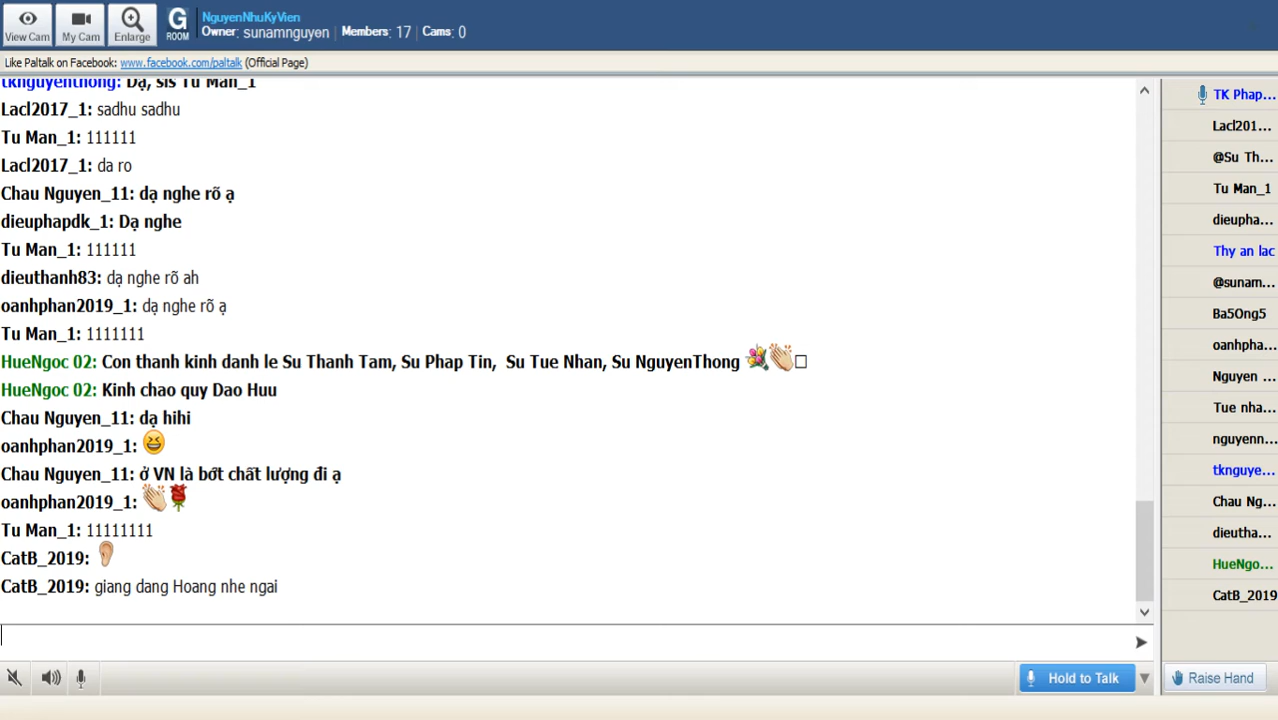 NguyenNhuKyVien
View Cam My Cam Enlarge G ROOM Owner: sunamnguyen Members: 17 Cams: 0
Like Paltalk on Facebook: www.facebook.com/paltalk (Official Page)
tknguyenthong: Dạ, sis Tu Man_1
Lacl2017_1: sadhu sadhu
Tu Man_1: 111111
Lacl2017_1: da ro
Chau Nguyen_11: dạ nghe rõ ạ
dieuphapdk_1: Dạ nghe
Tu Man_1: 111111
dieuthanh83: dạ nghe rõ ah
oanhphan2019_1: dạ nghe rõ ạ
Tu Man_1: 1111111
HueNgoc 02: Con thanh kinh danh le Su Thanh Tam, Su Phap Tin, Su Tue Nhan, Su NguyenThong
HueNgoc 02: Kinh chao quy Dao Huu
Chau Nguyen_11: dạ hihi
oanhphan2019_1:
Chau Nguyen_11: ở VN là bớt chất lượng đi ạ
oanhphan2019_1:
Tu Man_1: 11111111
CatB_2019:
CatB_2019: giang dang Hoang nhe ngai
TK Phap...
Lacl201...
@Su Th...
Tu Man_1
dieupha...
Thy an lac
@sunam...
Ba5Ong5
oanhpha...
Nguyen ...
Tue nha...
nguyenn...
tknguye...
Chau Ng...
dieutha...
HueNgo...
CatB_2019
Hold to Talk
Raise Hand